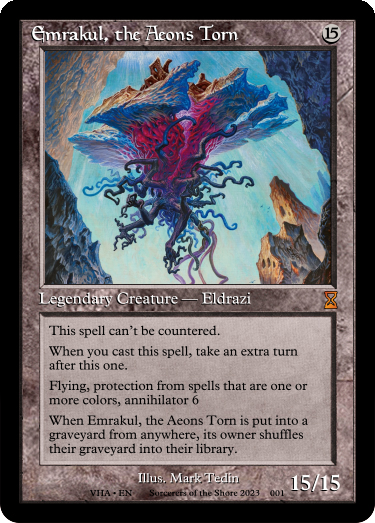 Emrakul, the Aeons Torn 15
Legendary Creature — Eldrazi
This spell can't be countered.
When you cast this spell, take an extra turn
after this one.
Flying, protection from spells that are one or
more colors, annihilator 6
When Emrakul, the Aeons Torn is put into a
graveyard from anywhere, its owner shuffles
their graveyard into their library.
Illus. Mark Tedin
15/15
VHA • EN Sorcerers of the Shore 2023 001